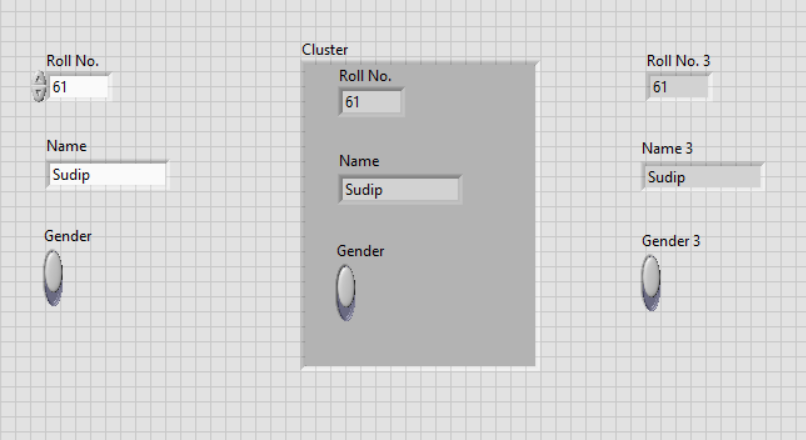 Roll No.
61
Name
Sudip
Gender
Cluster
Roll No.
61
Name
Sudip
Gender
Roll No. 3
61
Name 3
Sudip
Gender 3